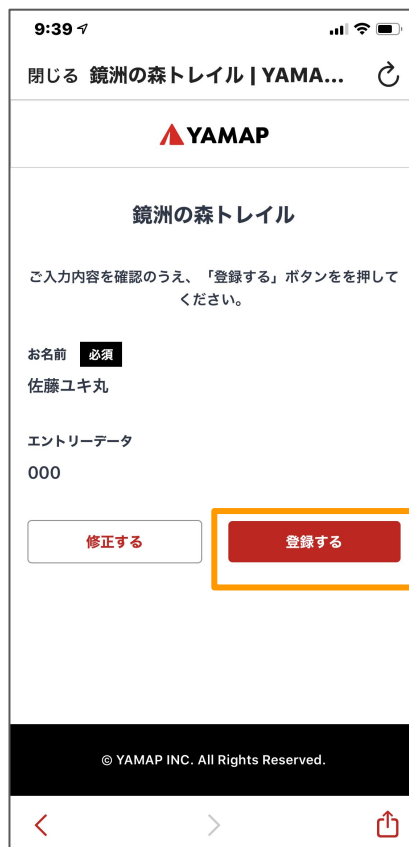 9:39
閉じる 鏡洲の森トレイル | YAMA...
YAMAP
鏡洲の森トレイル
ご入力内容を確認のうえ、「登録する」ボタンをを押して
ください。
お名前 必須
佐藤ユキ丸
エントリーデータ
000
修正する 登録する
© YAMAP INC. All Rights Reserved.